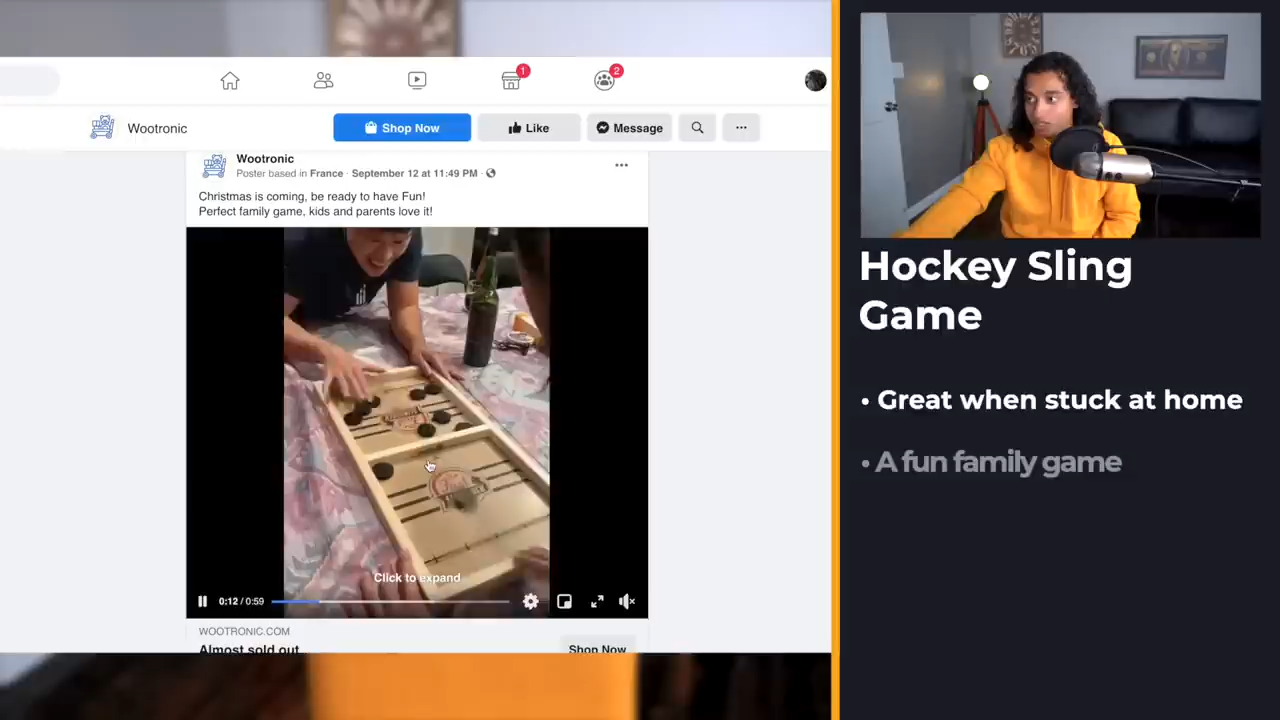 1
2
Wootronic
Shop Now
Like
Message
Wootronic
Poster based in France · September 12 at 11:49 PM ·
Christmas is coming, be ready to have Fun!
Perfect family game, kids and parents love it!
Click to expand
0:12 / 0:59
WOOTRONIC.COM
Almost sold out
Shop Now
Hockey Sling
Game
• Great when stuck at home
• A fun family game